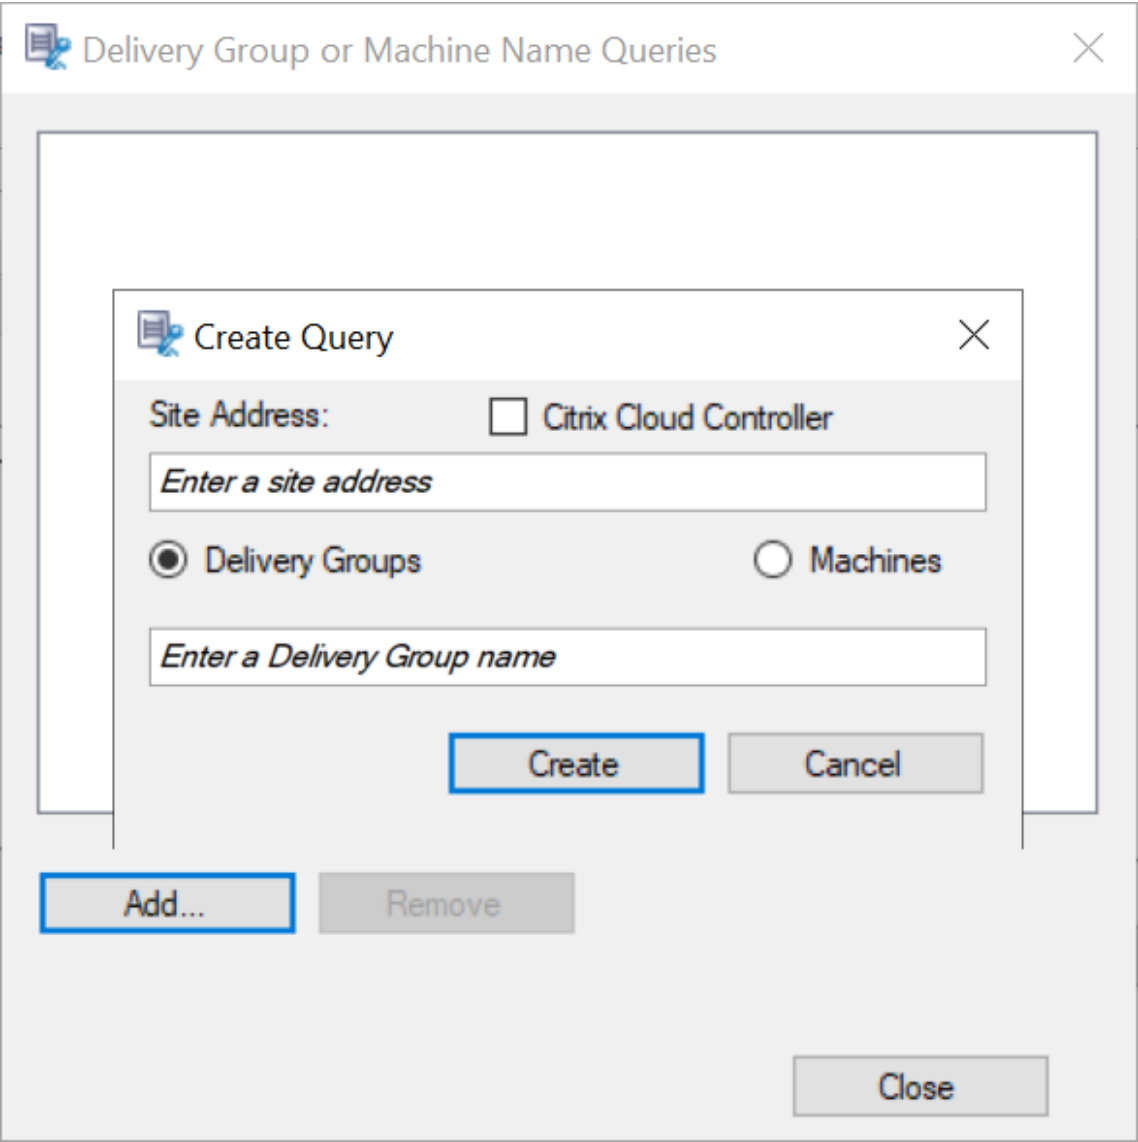 Delivery Group or Machine Name Queries
Create Query
Site Address: Citrix Cloud Controller
Enter a site address
Delivery Groups Machines
Enter a Delivery Group name
Create Cancel
Add... Remove
Close